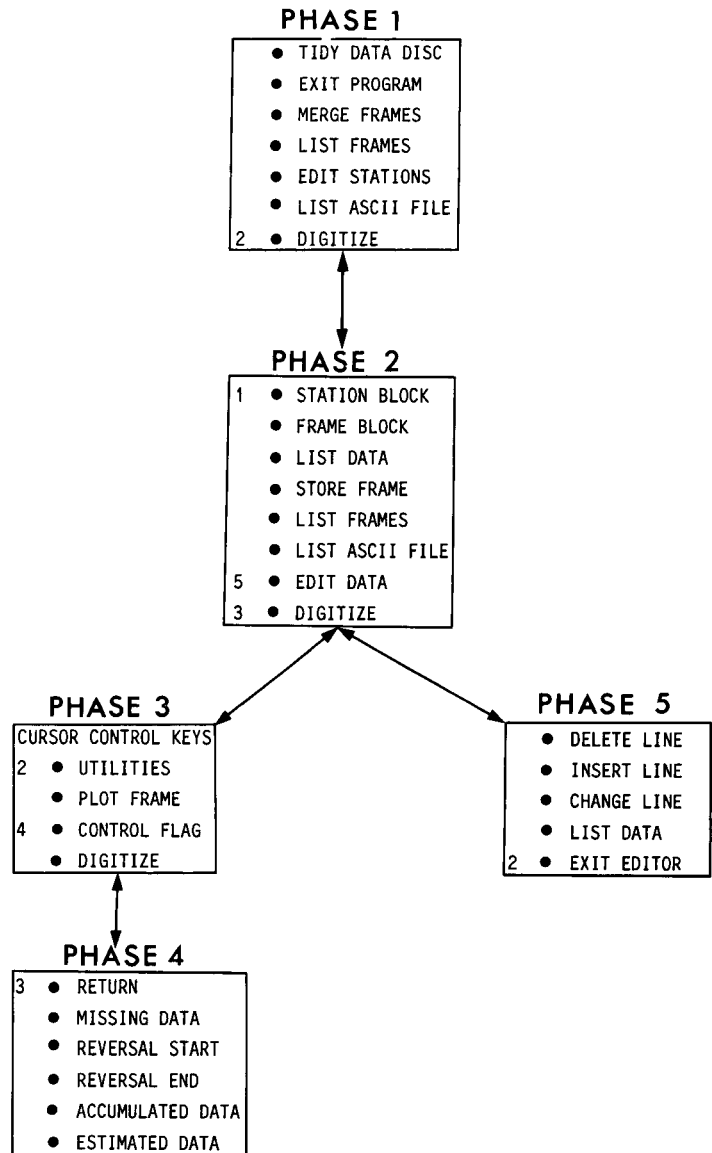 PHASE 1
● TIDY DATA DISC
● EXIT PROGRAM
● MERGE FRAMES
● LIST FRAMES
● EDIT STATIONS
● LIST ASCII FILE
2 ● DIGITIZE
PHASE 2
1 ● STATION BLOCK
● FRAME BLOCK
● LIST DATA
● STORE FRAME
● LIST FRAMES
● LIST ASCII FILE
5 ● EDIT DATA
3 ● DIGITIZE
PHASE 3
CURSOR CONTROL KEYS
2 ● UTILITIES
● PLOT FRAME
4 ● CONTROL FLAG
● DIGITIZE
PHASE 5
● DELETE LINE
● INSERT LINE
● CHANGE LINE
● LIST DATA
2 ● EXIT EDITOR
PHASE 4
3 ● RETURN
● MISSING DATA
● REVERSAL START
● REVERSAL END
● ACCUMULATED DATA
● ESTIMATED DATA